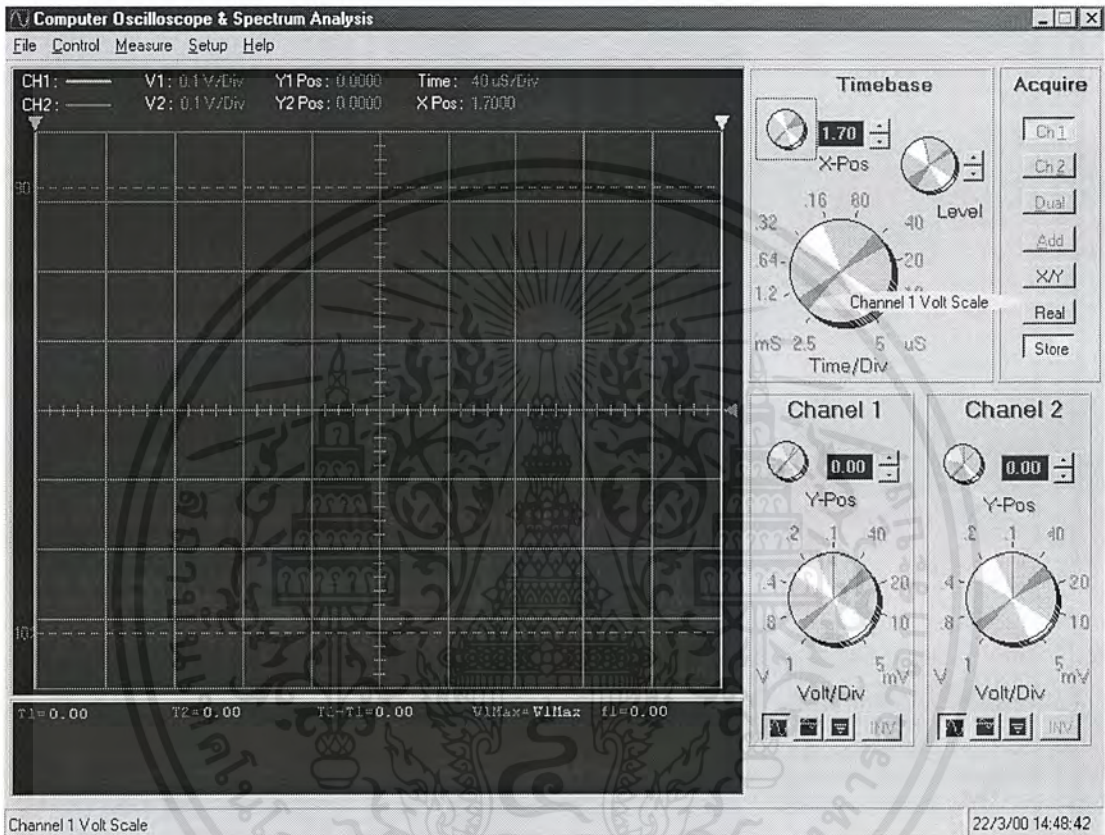 Computer Oscilloscope & Spectrum Analysis
File Control Measure Setup Help
CH1: V1: 0.1 V/Div Y1 Pos: 0.0000 Time: 40 uS/Div
CH2: V2: 0.1 V/Div Y2 Pos: 0.0000 X Pos: 1.7000
90
10%
T1=0.00 T2=0.00 T2-T1=0.00 V1Max=V1Max f1=0.00
Timebase
1.70
X-Pos
Level
.16 80
.32 40
.64 20
1.2
Channel 1 Volt Scale
mS 2.5 5 uS
Time/Div
Acquire
Ch 1
Ch 2
Dual
Add
X/Y
Real
Store
Chanel 1
0.00
Y-Pos
.2 .1 40
.4 20
.8 10
V 1 5 mV
Volt/Div
INV
Chanel 2
0.00
Y-Pos
.2 .1 40
.4 20
.8 10
V 1 5 mV
Volt/Div
INV
Channel 1 Volt Scale
22/3/00 14:48:42